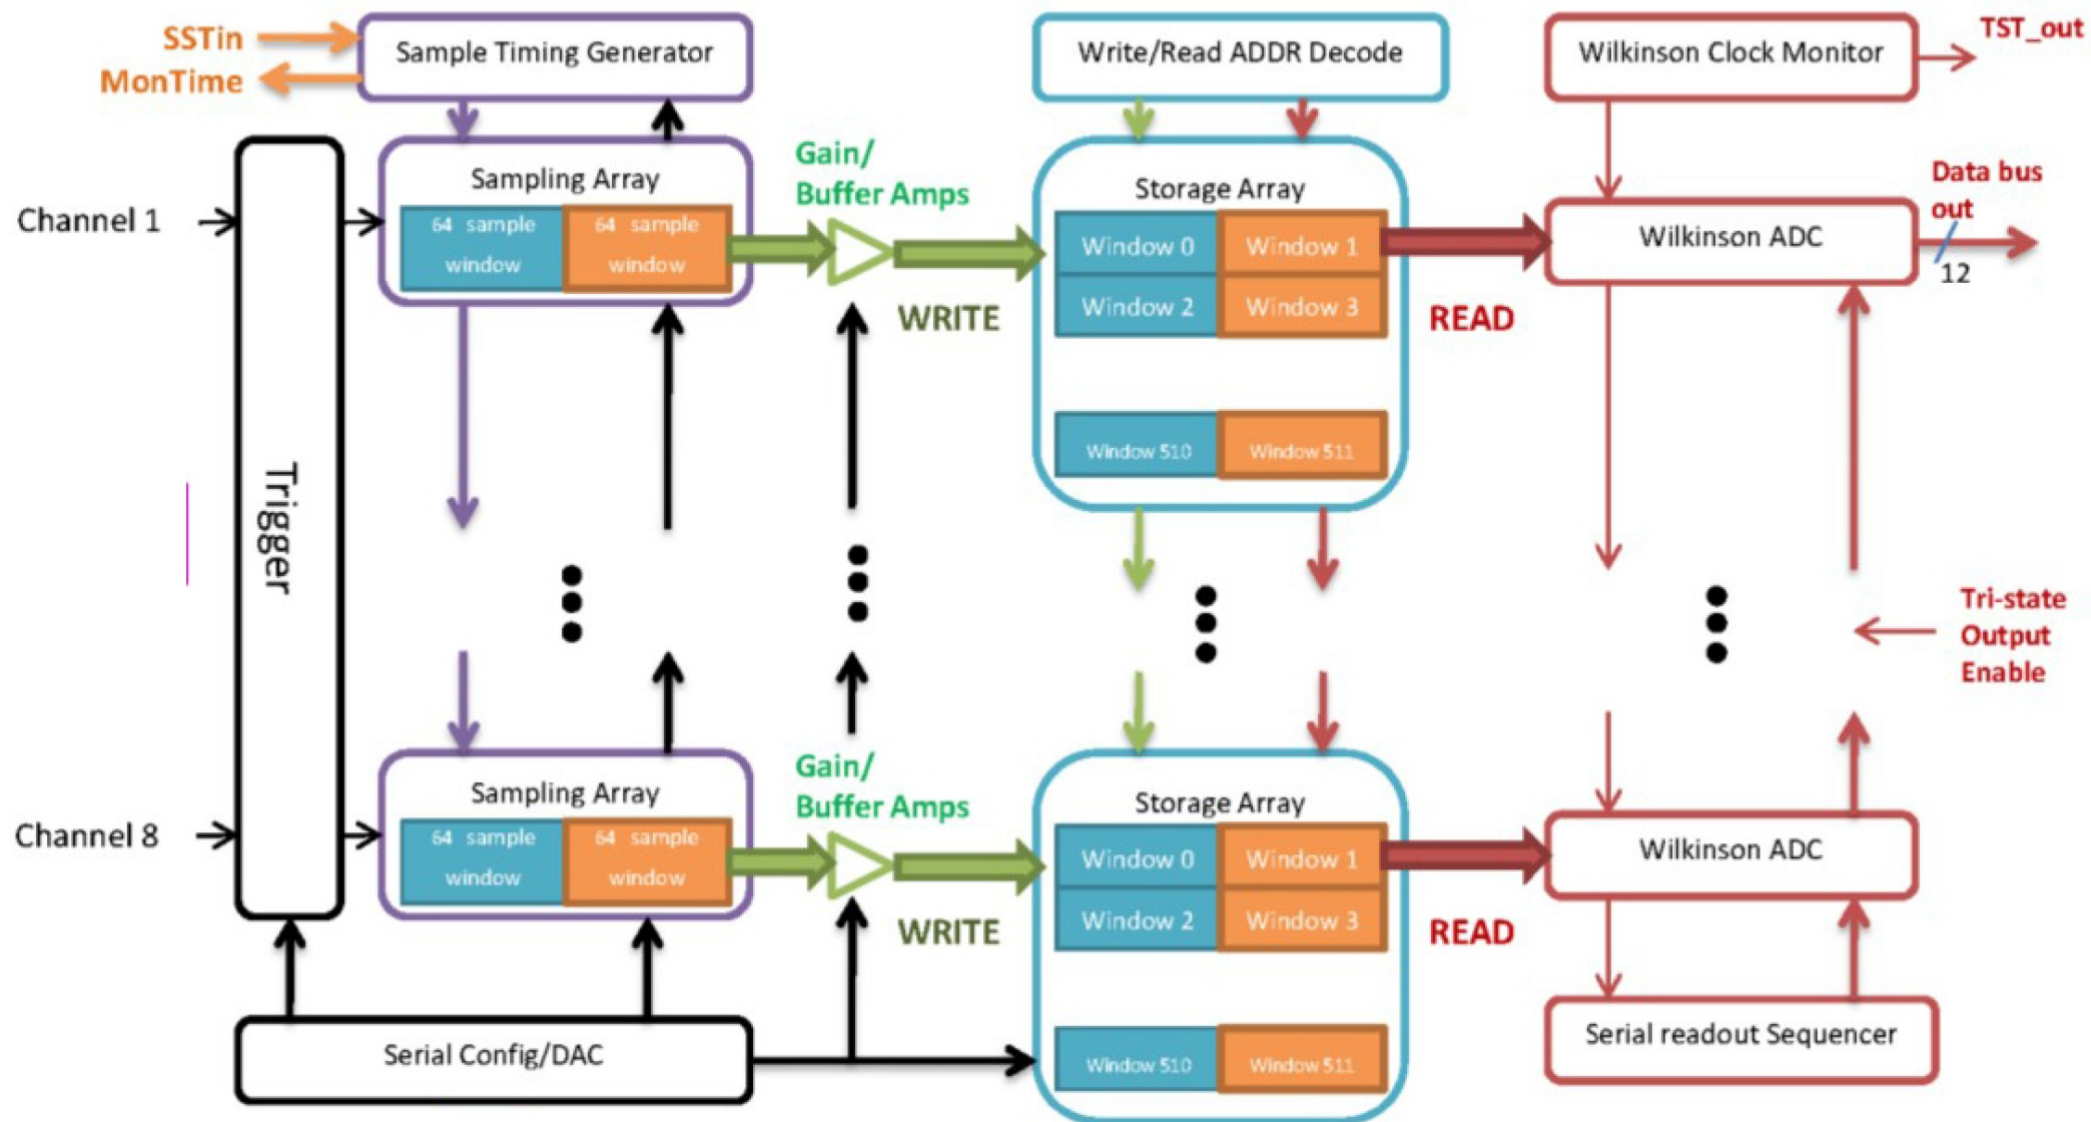 SSTin
MonTime
Sample Timing Generator
Write/Read ADDR Decode
Wilkinson Clock Monitor
TST_out
Channel 1
Trigger
Sampling Array
64 sample
window
64 sample
window
Gain/
Buffer Amps
WRITE
Storage Array
Window 0
Window 1
Window 2
Window 3
Window 510
Window 511
READ
Wilkinson ADC
Data bus
out
12
Tri-state
Output
Enable
Channel 8
Sampling Array
64 sample
window
64 sample
window
Gain/
Buffer Amps
WRITE
Storage Array
Window 0
Window 1
Window 2
Window 3
Window 510
Window 511
READ
Wilkinson ADC
Serial Config/DAC
Serial readout Sequencer